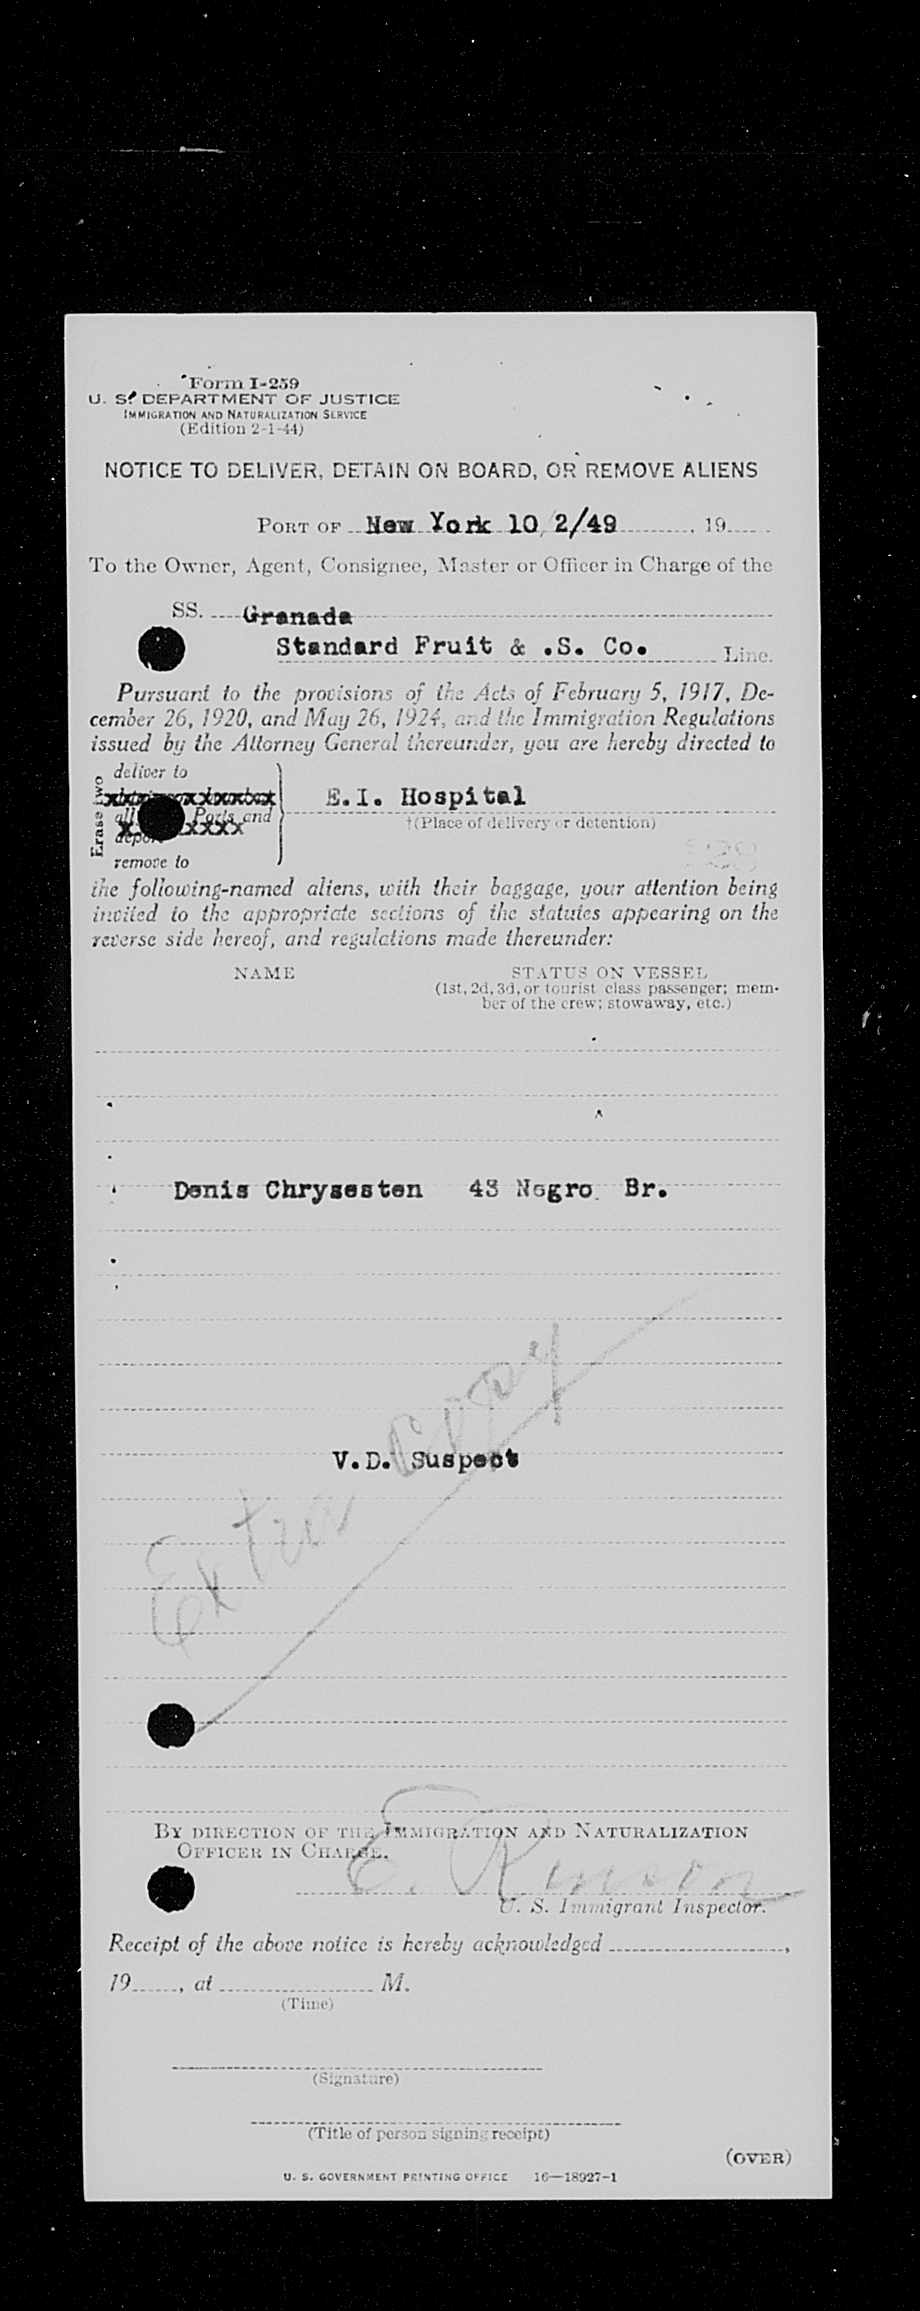 Form I-259
U. S. DEPARTMENT OF JUSTICE
IMMIGRATION AND NATURALIZATION SERVICE
(Edition 2-1-44)
NOTICE TO DELIVER, DETAIN ON BOARD, OR REMOVE ALIENS
PORT OF New York 10 2/49, 19
To the Owner, Agent, Consignee, Master or Officer in Charge of the
SS. Granada
Standard Fruit & .S. Co. Line.
Pursuant to the provisions of the Acts of February 5, 1917, De-
cember 26, 1920, and May 26, 1924, and the Immigration Regulations
issued by the Attorney General thereunder, you are hereby directed to
Erase two
deliver to
all Ports and
remove to
E.I. Hospital
†(Place of delivery or detention)
the following-named aliens, with their baggage, your attention being
invited to the appropriate sections of the statutes appearing on the
reverse side hereof, and regulations made thereunder:
NAME STATUS ON VESSEL
(1st, 2d, 3d, or tourist class passenger; mem-
ber of the crew; stowaway, etc.)
Denis Chrysesten 43 Negro Br.
Extra Copy
V.D. Suspect
BY DIRECTION OF THE IMMIGRATION AND NATURALIZATION
OFFICER IN CHARGE.
U. S. Immigrant Inspector.
Receipt of the above notice is hereby acknowledged ,
19 , at M.
(Time)
(Signature)
(Title of person signing receipt)
(OVER)
U. S. GOVERNMENT PRINTING OFFICE 16—18927-1